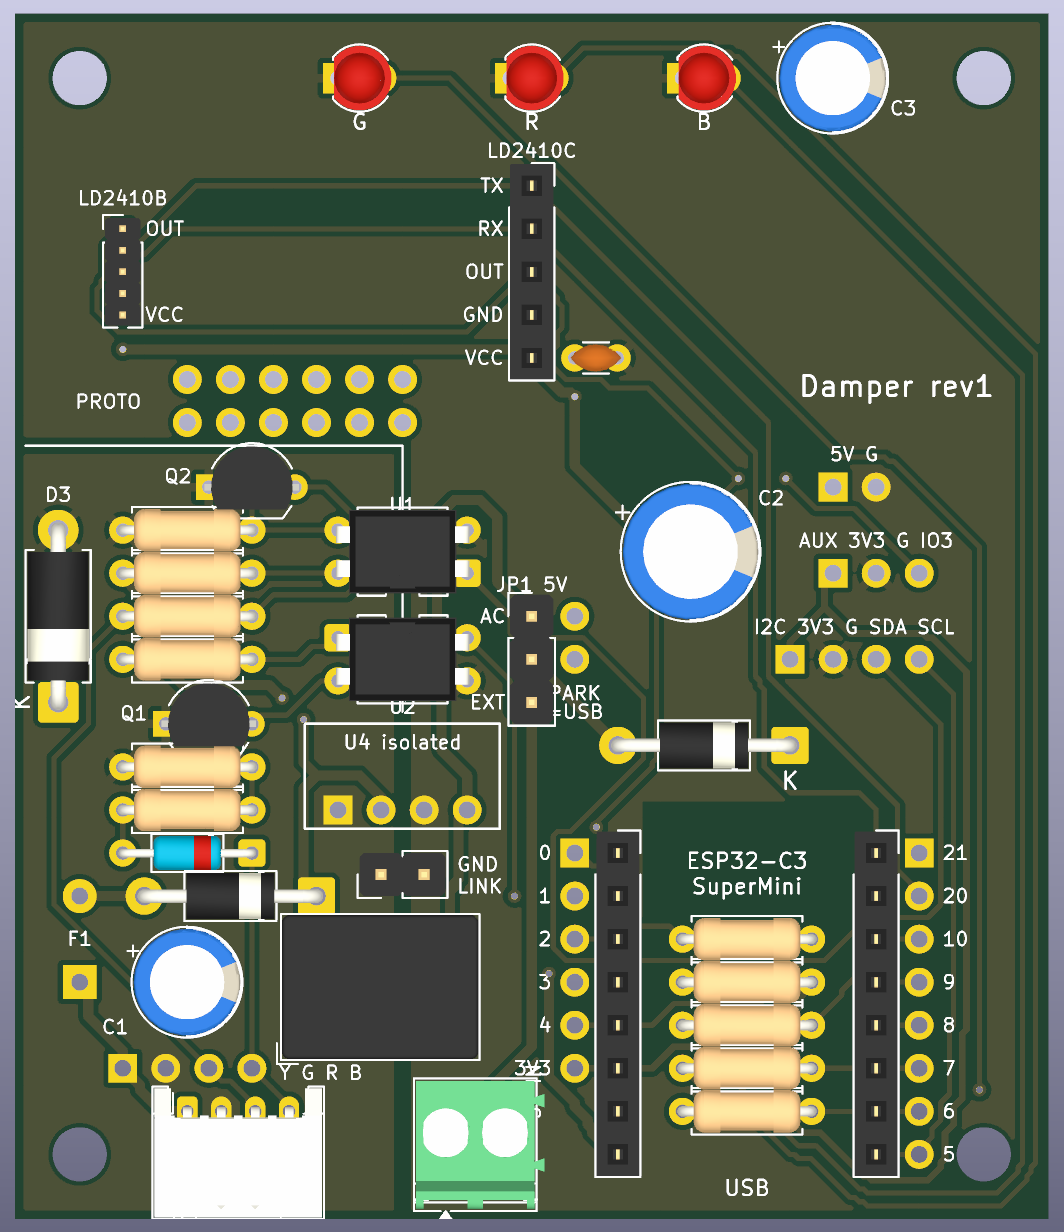 G R B
C3
LD2410C
TX
LD2410B
OUT RX
OUT
VCC GND
VCC
Damper rev1
PROTO
5V G
Q2
D3
C2
U1
AUX 3V3 G IO3
JP1 5V
AC
I2C 3V3 G SDA SCL
K
EXT PARK
=USB
Q1
U2
U4 isolated
K
0 21
ESP32-C3
SuperMini
GND
LINK
1 20
F1
2 10
3 9
C1
4 8
Y G R B
3V3 7
6
5
USB